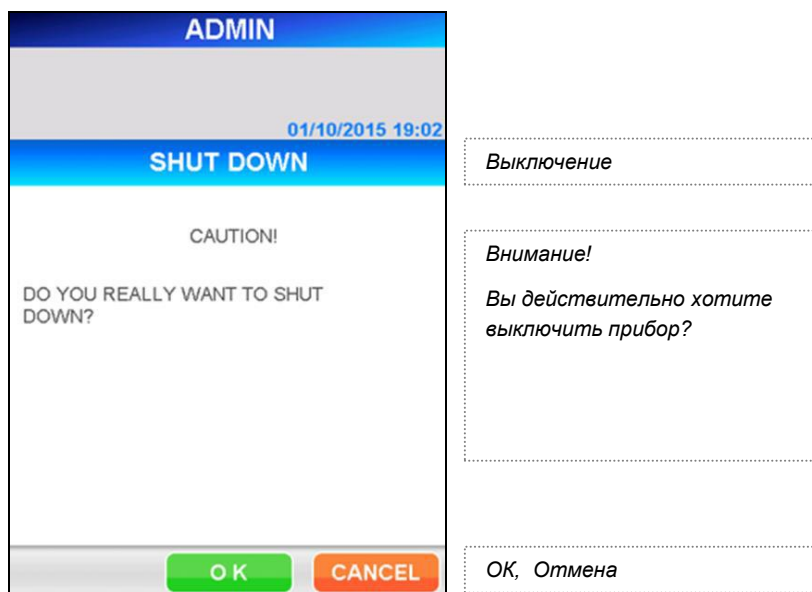 ADMIN
01/10/2015 19:02
SHUT DOWN
Выключение
CAUTION!
Внимание!
DO YOU REALLY WANT TO SHUT
DOWN?
Вы действительно хотите
выключить прибор?
O K
CANCEL
ОК, Отмена